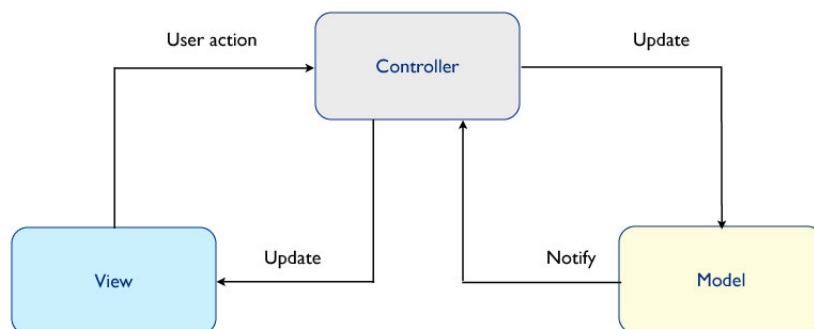 User action
Controller
Update
View
Update
Notify
Model